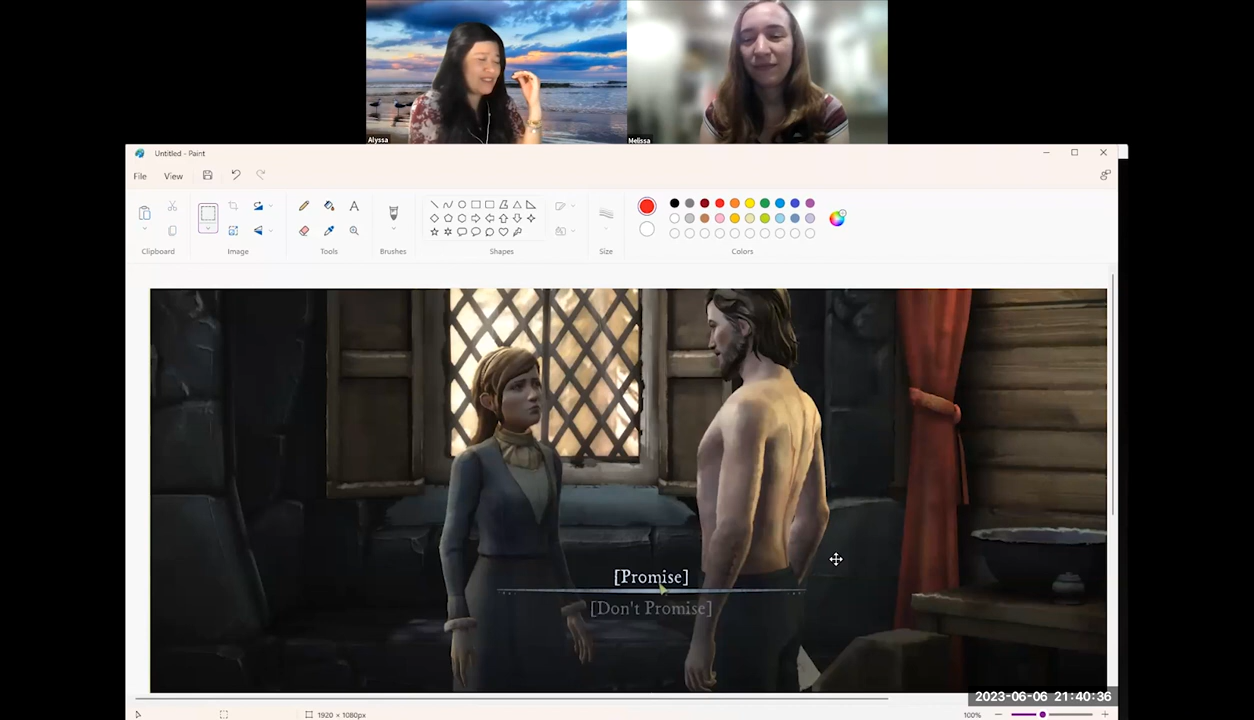 Alyssa
Melissa
Untitled - Paint
File
View
Clipboard
Image
Tools
Brushes
Shapes
Size
Colors
A
[Promise]
[Don't Promise]
2023-06-06 21:40:36
1920 × 1080px
100%